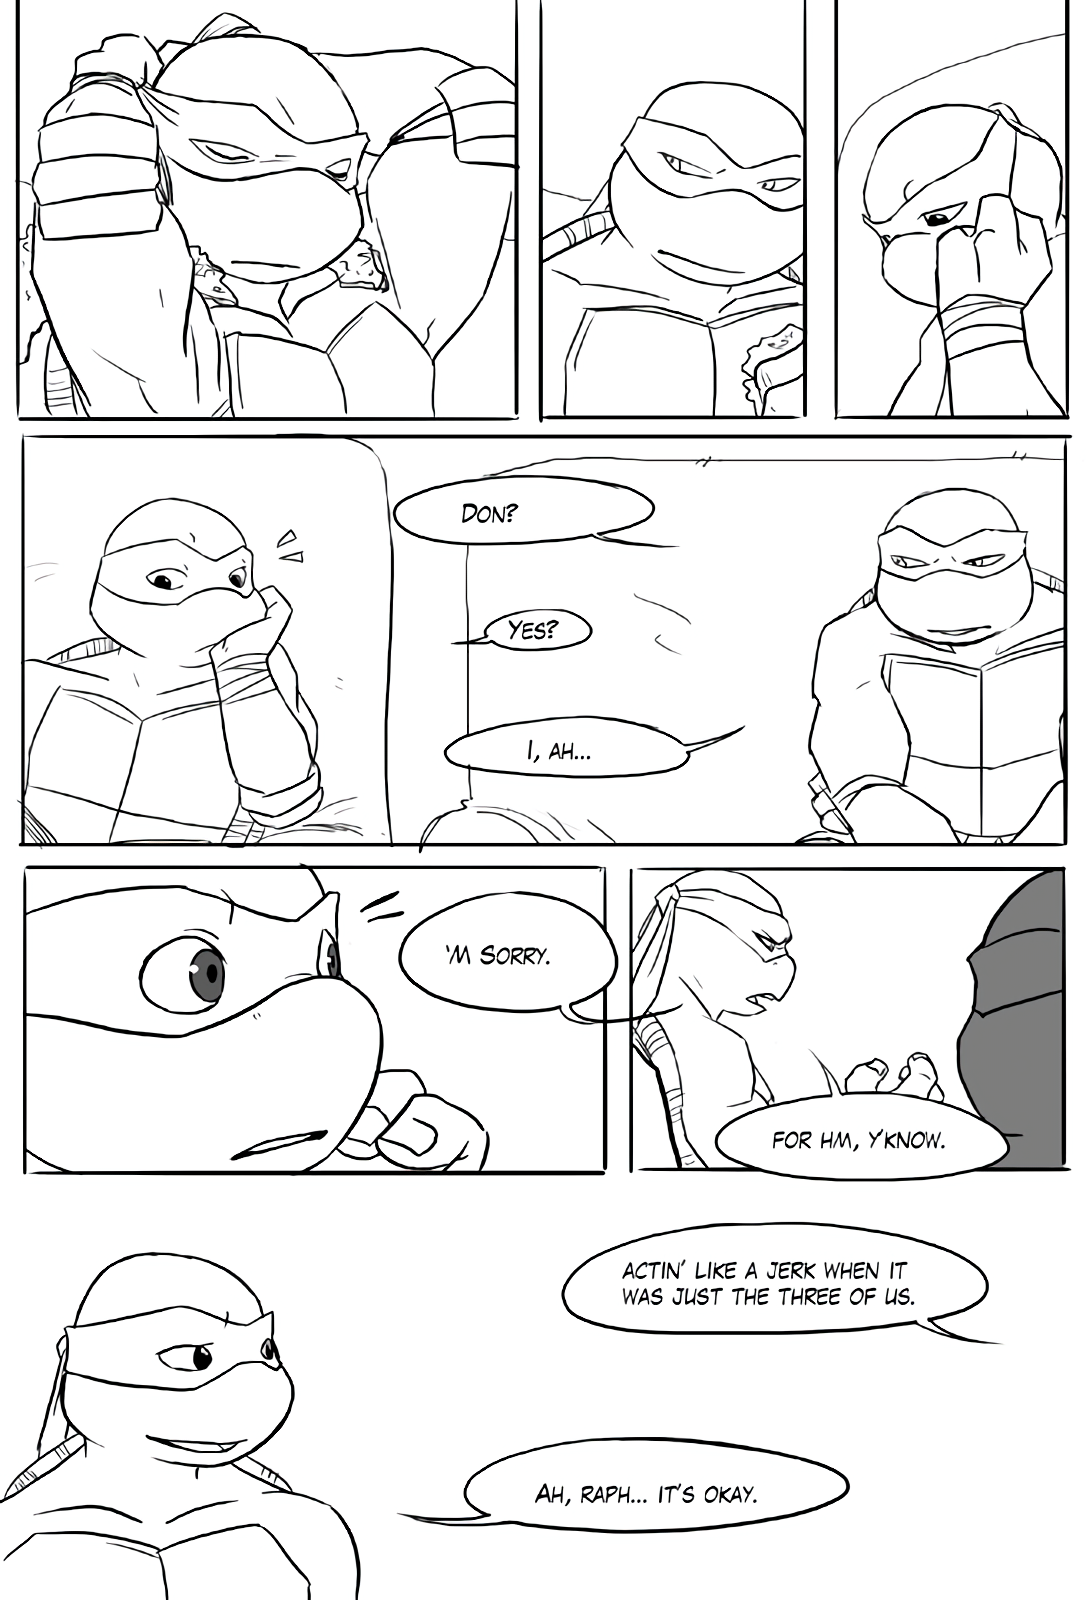 DON?
YES?
I, AH...
'M SORRY.
FOR HM, Y'KNOW.
ACTIN' LIKE A JERK WHEN IT
WAS JUST THE THREE OF US.
AH, RAPH... IT'S OKAY.